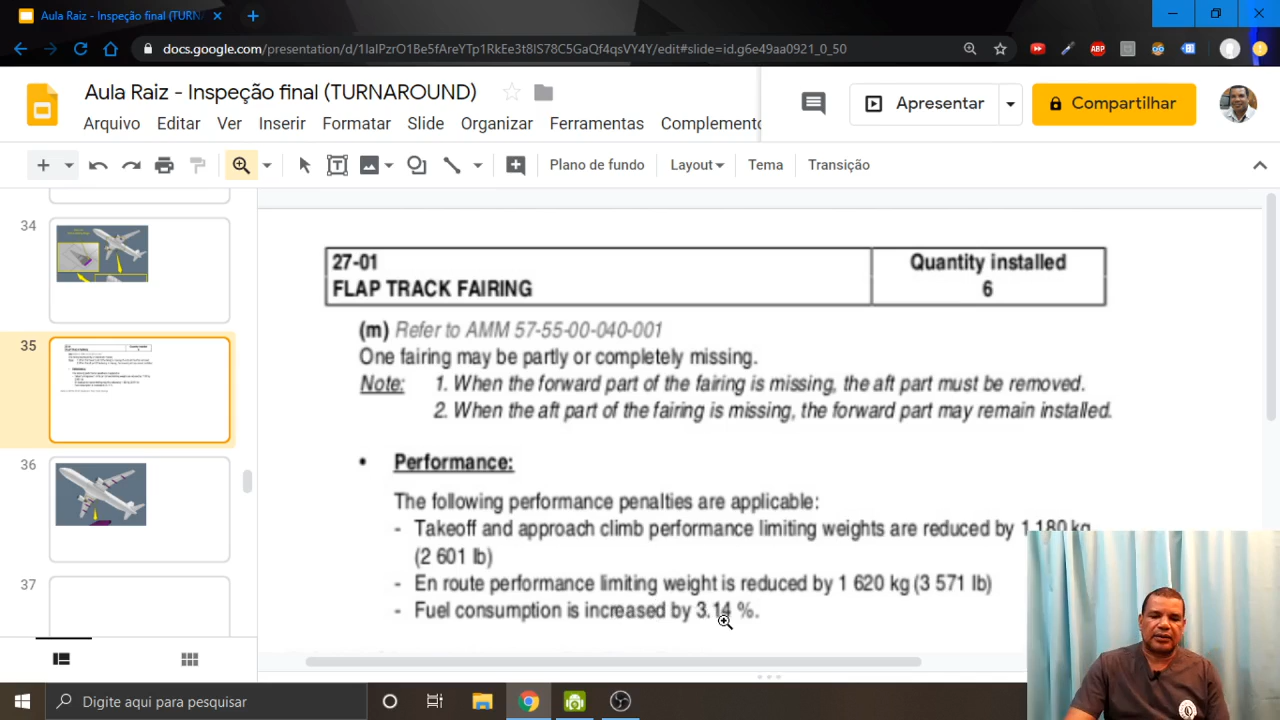 Aula Raiz - Inspeção final (TURN
docs.google.com/presentation/d/1IaIPzrO1Be5fAreYTp1RkEe3t8IS78C5GaQf4qsVY4Y/edit#slide=id.g6e49aa0921_0_50
ABP
Aula Raiz - Inspeção final (TURNAROUND)
Apresentar
Compartilhar
Arquivo Editar Ver Inserir Formatar Slide Organizar Ferramentas Complemento
Plano de fundo Layout Tema Transição
34
35
36
37
27-01
FLAP TRACK FAIRING
Quantity installed
6
(m) Refer to AMM 57-55-00-040-001
One fairing may be partly or completely missing.
Note: 1. When the forward part of the fairing is missing, the aft part must be removed.
2. When the aft part of the fairing is missing, the forward part may remain installed.
• Performance:
The following performance penalties are applicable:
- Takeoff and approach climb performance limiting weights are reduced by 1 180 kg
(2 601 lb)
- En route performance limiting weight is reduced by 1 620 kg (3 571 lb)
- Fuel consumption is increased by 3.14 %.
Digite aqui para pesquisar